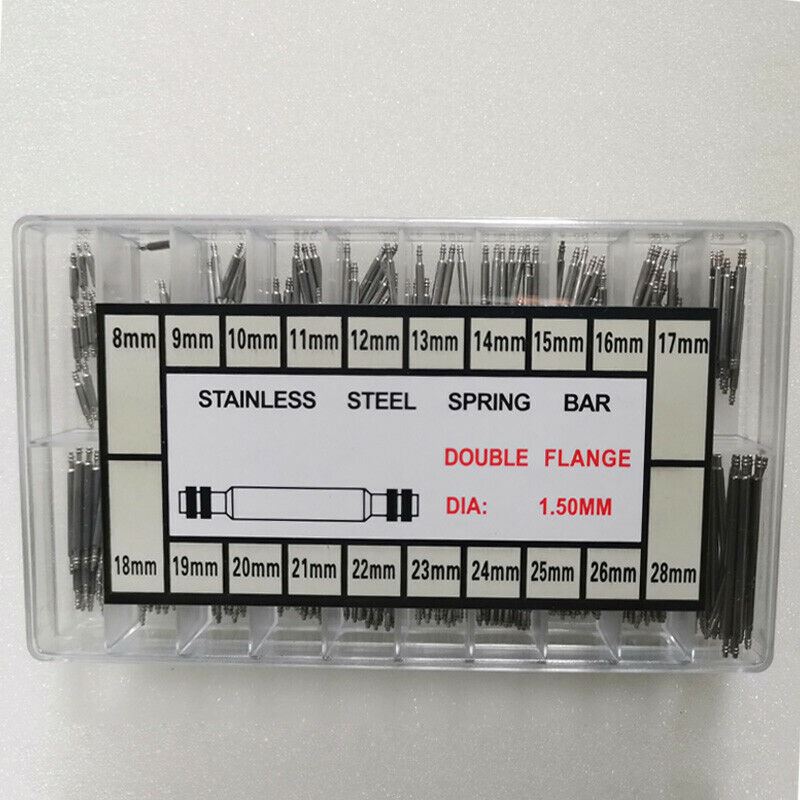 8mm 9mm 10mm 11mm 12mm 13mm 14mm 15mm 16mm 17mm
STAINLESS STEEL SPRING BAR
DOUBLE FLANGE
DIA: 1.50MM
18mm 19mm 20mm 21mm 22mm 23mm 24mm 25mm 26mm 28mm